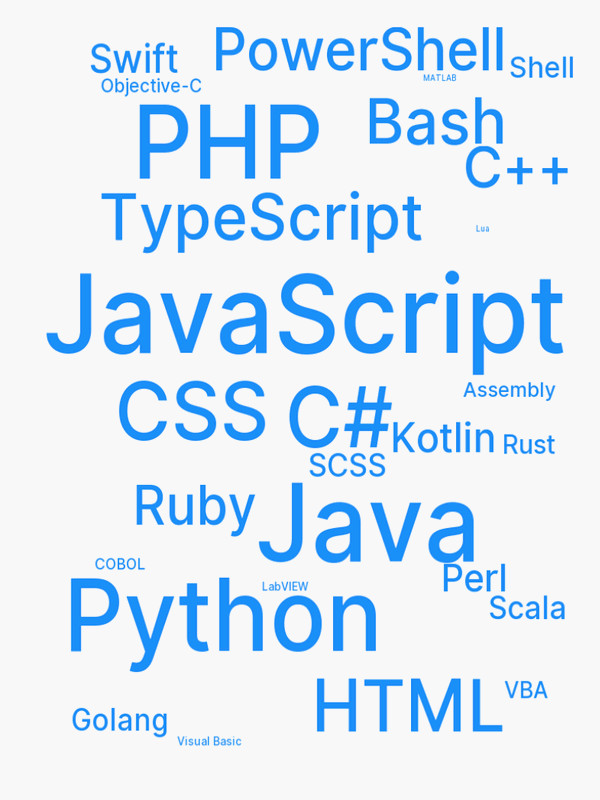 PowerShell
Swift
Shell
MATLAB
Objective-C
PHP
Bash
C++
TypeScript
Lua
JavaScript
CSS
C#
Assembly
Kotlin
Rust
SCSS
Ruby
Java
COBOL
Perl
LabVIEW
Python
Scala
HTML
VBA
Golang
Visual Basic